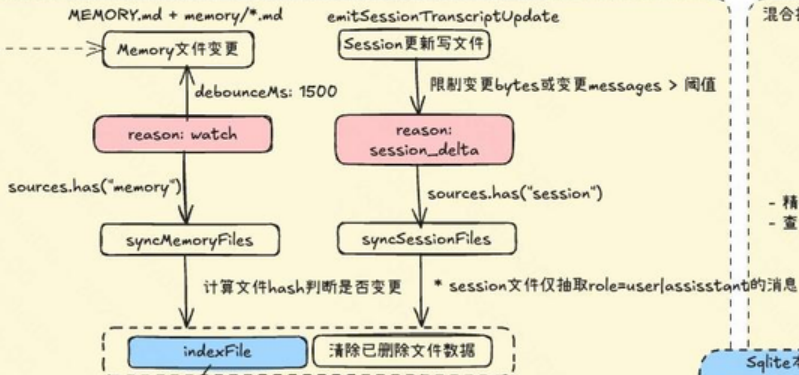 MEMORY.md + memory/*.md
emitSessionTranscriptUpdate
混合
Memory文件变更
Session更新写文件
debounceMs: 1500
限制变更bytes或变更messages > 阈值
reason: watch
reason:
session_delta
sources.has("memory")
sources.has("session")
- 精
- 查
syncMemoryFiles
syncSessionFiles
计算文件hash判断是否变更
* session文件仅抽取role=user|assisstant的消息
indexFile
清除已删除文件数据
Sqlite